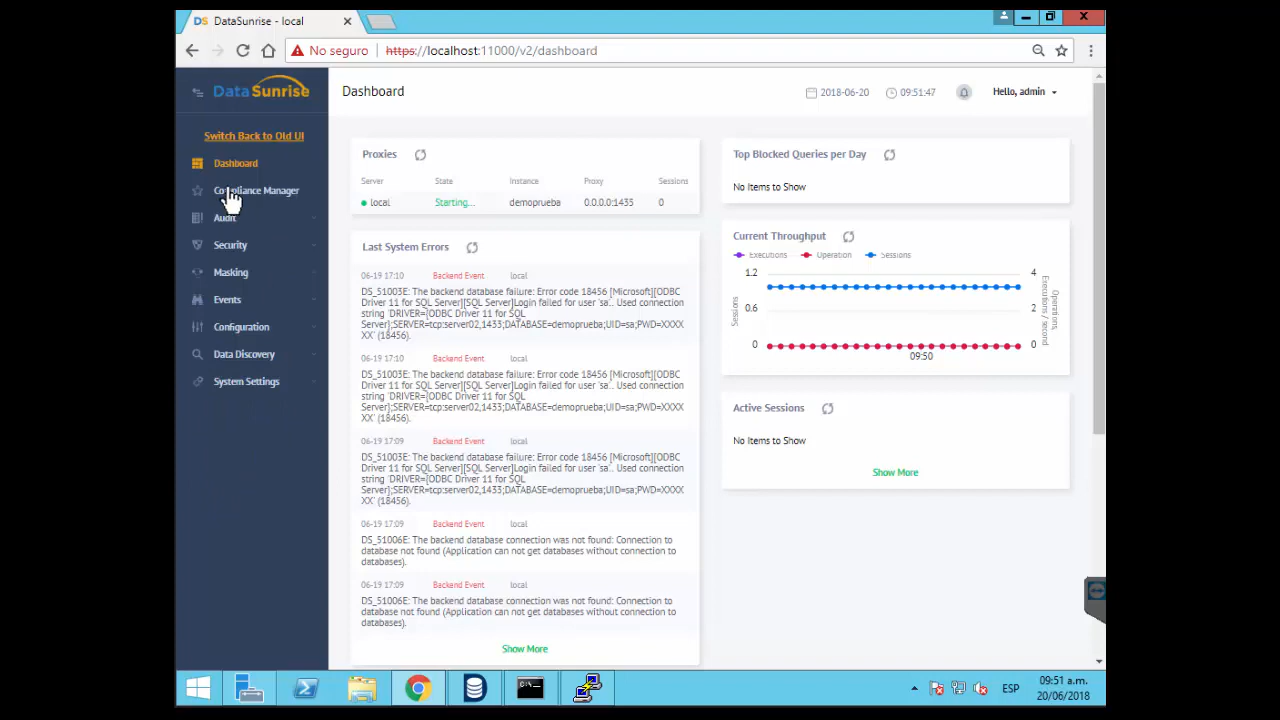 DS DataSunrise - local
No seguro https://localhost:11000/v2/dashboard
DataSunrise
Switch Back to Old UI
Dashboard
Compliance Manager
Audit
Security
Masking
Events
Configuration
Data Discovery
System Settings
Dashboard
2018-06-20 09:51:47 Hello, admin
Proxies
Server State Instance Proxy Sessions
local Starting... demoprueba 0.0.0.0:1435 0
Last System Errors
06-19 17:10 Backend Event local
DS_51003E: The backend database failure: Error code 18456 [Microsoft][ODBC
Driver 11 for SQL Server][SQL Server]Login failed for user 'sa'.. Used connection
string 'DRIVER={ODBC Driver 11 for SQL
Server};SERVER=tcp:server02,1433;DATABASE=demoprueba;UID=sa;PWD=XXXX
XX' (18456).
06-19 17:10 Backend Event local
DS_51003E: The backend database failure: Error code 18456 [Microsoft][ODBC
Driver 11 for SQL Server][SQL Server]Login failed for user 'sa'.. Used connection
string 'DRIVER={ODBC Driver 11 for SQL
Server};SERVER=tcp:server02,1433;DATABASE=demoprueba;UID=sa;PWD=XXXX
XX' (18456).
06-19 17:09 Backend Event local
DS_51003E: The backend database failure: Error code 18456 [Microsoft][ODBC
Driver 11 for SQL Server][SQL Server]Login failed for user 'sa'.. Used connection
string 'DRIVER={ODBC Driver 11 for SQL
Server};SERVER=tcp:server02,1433;DATABASE=demoprueba;UID=sa;PWD=XXXX
XX' (18456).
06-19 17:09 Backend Event local
DS_51006E: The backend database connection was not found: Connection to
database not found (Application can not get databases without connection to
databases).
06-19 17:09 Backend Event local
DS_51006E: The backend database connection was not found: Connection to
database not found (Application can not get databases without connection to
databases).
Show More
Top Blocked Queries per Day
No Items to Show
Current Throughput
Executions Operation Sessions
1.2 4
0.6 2
0 0
09:50
Sessions
Operations,
Executions / second
Active Sessions
No Items to Show
Show More
C:\
ESP
09:51 a.m.
20/06/2018